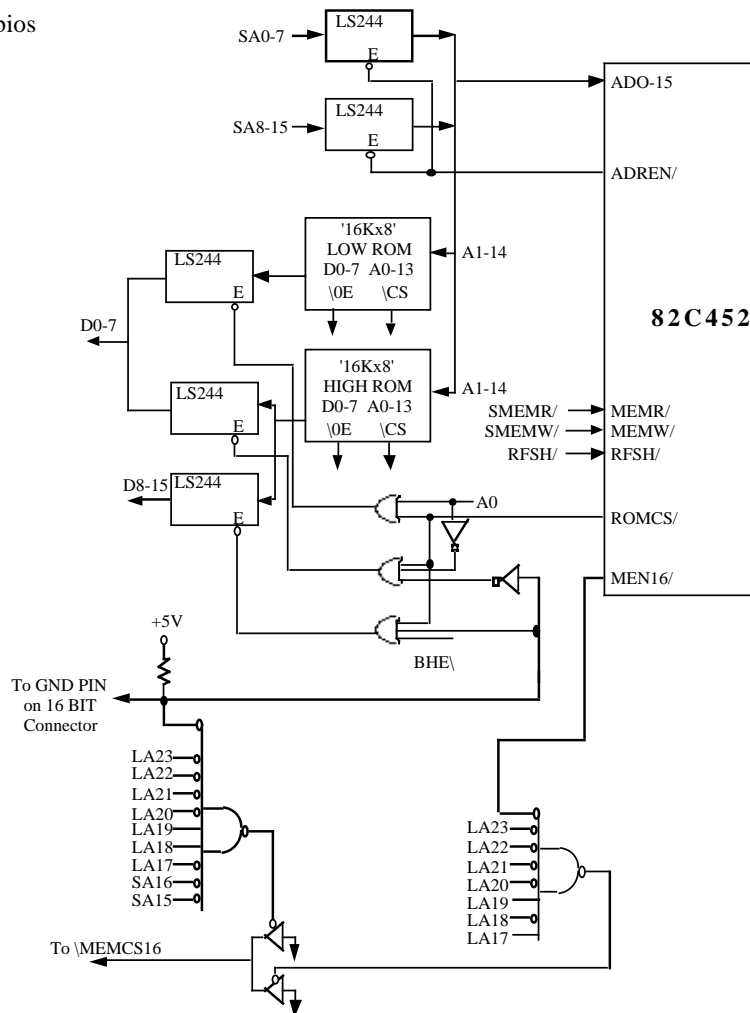 bios
LS244
SA0-7
E
ADO-15
LS244
SA8-15
E
ADREN/
'16Kx8'
LOW ROM
D0-7 A0-13
\0E \CS
A1-14
LS244
E
82C452
D0-7
'16Kx8'
HIGH ROM
D0-7 A0-13
\0E \CS
A1-14
LS244
E
SMEMR/ MEMR/
SMEMW/ MEMW/
RFSH/ RFSH/
LS244
D8-15
E
A0
ROMCS/
MEN16/
+5V
BHE\
To GND PIN
on 16 BIT
Connector
LA23
LA22
LA21
LA20
LA19
LA18
LA17
SA16
SA15
LA23
LA22
LA21
LA20
LA19
LA18
LA17
To \MEMCS16